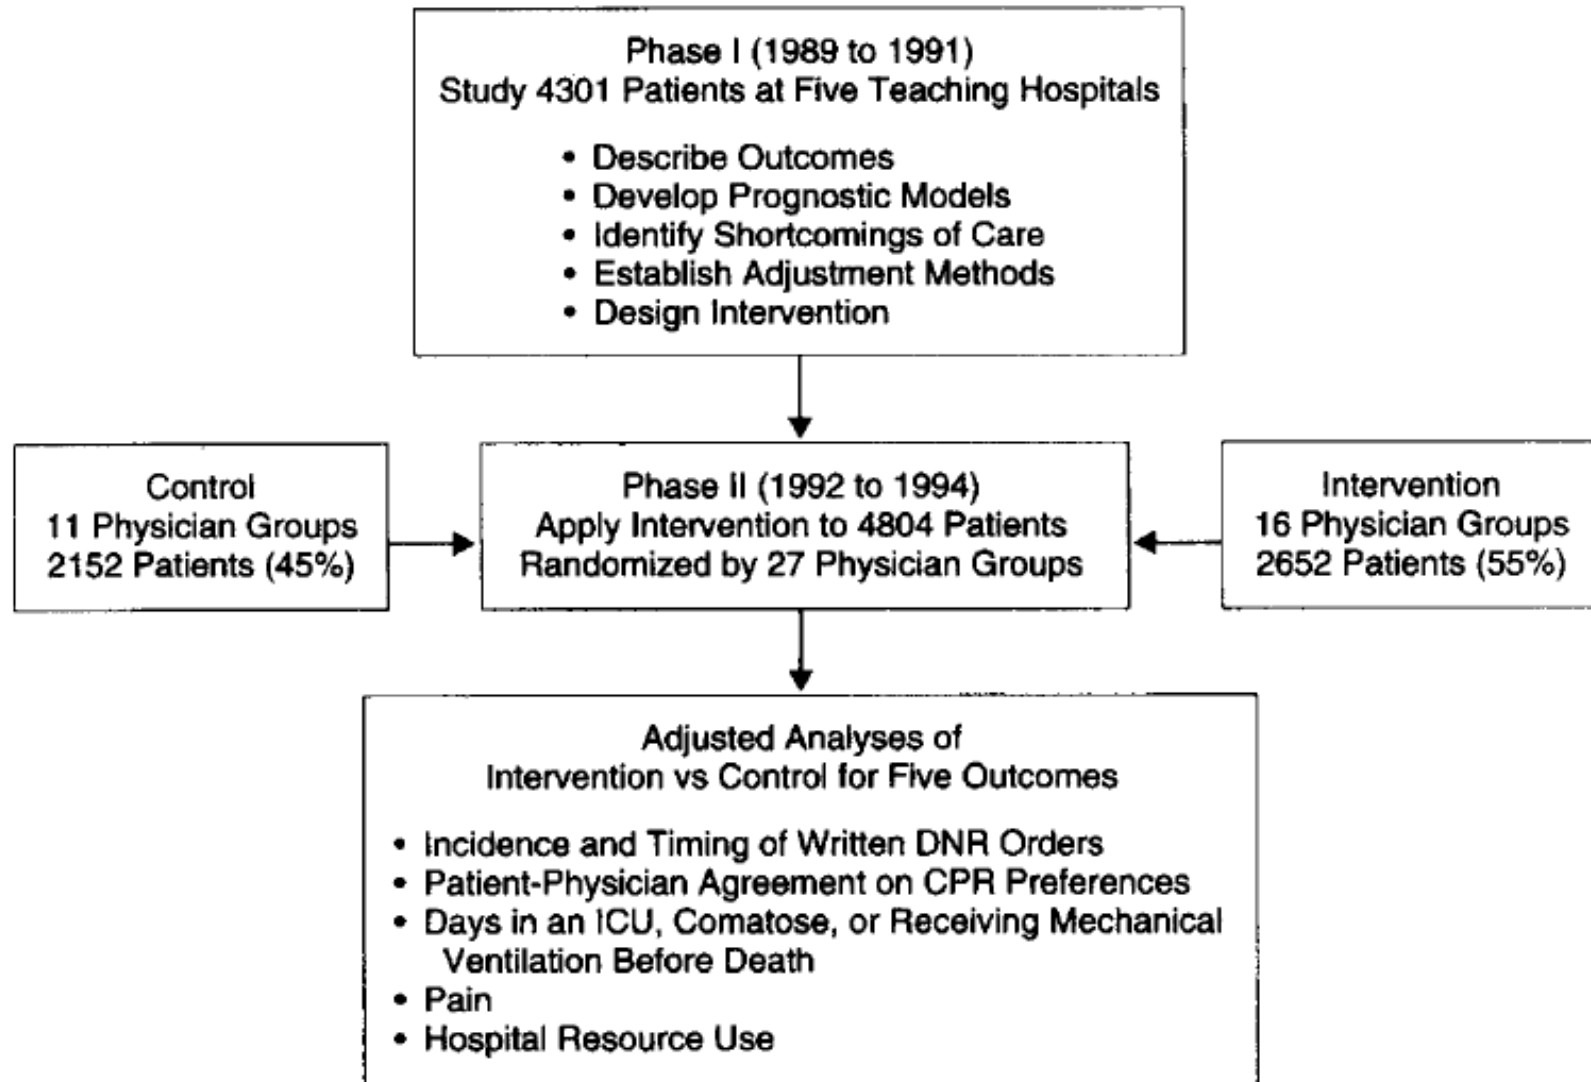 Phase I (1989 to 1991)
Study 4301 Patients at Five Teaching Hospitals
• Describe Outcomes
• Develop Prognostic Models
• Identify Shortcomings of Care
• Establish Adjustment Methods
• Design Intervention
Control
11 Physician Groups
2152 Patients (45%)
Phase II (1992 to 1994)
Apply Intervention to 4804 Patients
Randomized by 27 Physician Groups
Intervention
16 Physician Groups
2652 Patients (55%)
Adjusted Analyses of
Intervention vs Control for Five Outcomes
• Incidence and Timing of Written DNR Orders
• Patient-Physician Agreement on CPR Preferences
• Days in an ICU, Comatose, or Receiving Mechanical
Ventilation Before Death
• Pain
• Hospital Resource Use